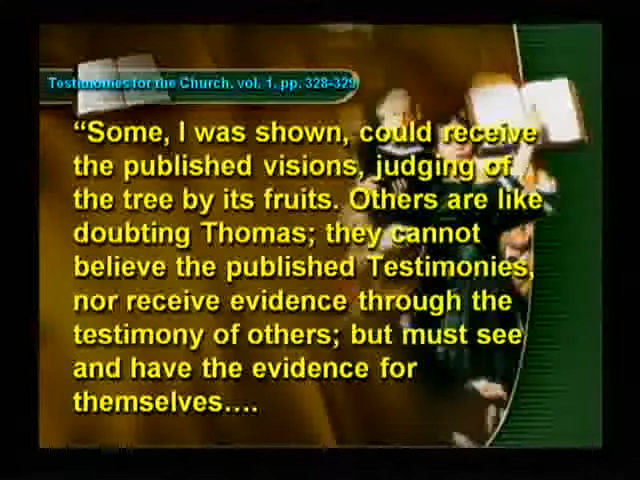 Testimonies for the Church, vol. 1, pp. 328-329
“Some, I was shown, could receive
the published visions, judging of
the tree by its fruits. Others are like
doubting Thomas; they cannot
believe the published Testimonies,
nor receive evidence through the
testimony of others; but must see
and have the evidence for
themselves….